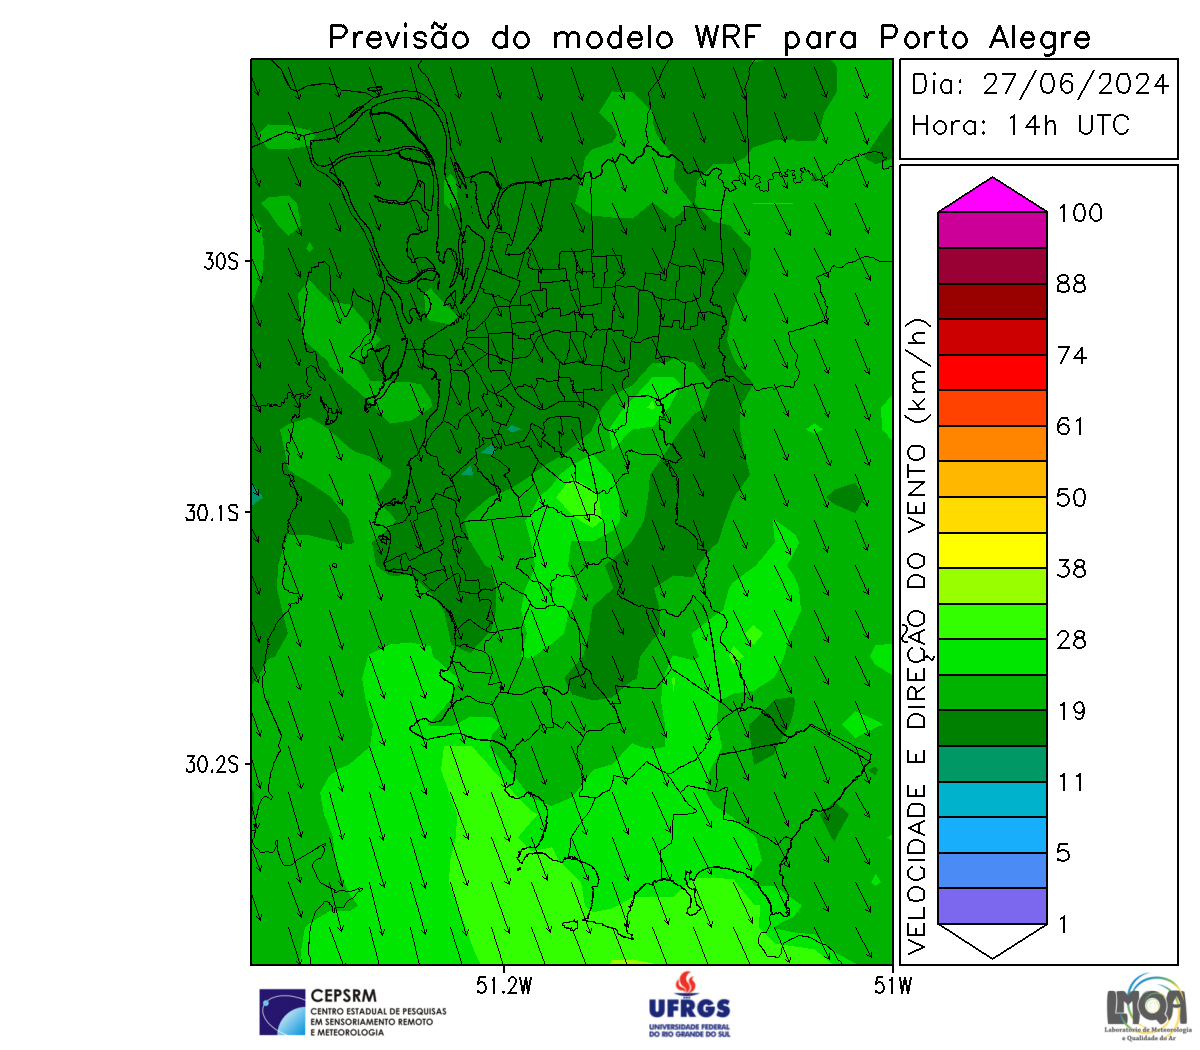 Previsão do modelo WRF para Porto Alegre
Dia: 27/06/2024
Hora: 14h UTC
30S
30.1S
30.2S
51.2W
51W
VELOCIDADE E DIREÇÃO DO VENTO (km/h)
100
88
74
61
50
38
28
19
11
5
1
CEPSRM
CENTRO ESTADUAL DE PESQUISAS
EM SENSORIAMENTO REMOTO
E METEOROLOGIA
UFRGS
UNIVERSIDADE FEDERAL
DO RIO GRANDE DO SUL
LMQA
Laboratório de Meteorologia
e Qualidade do Ar